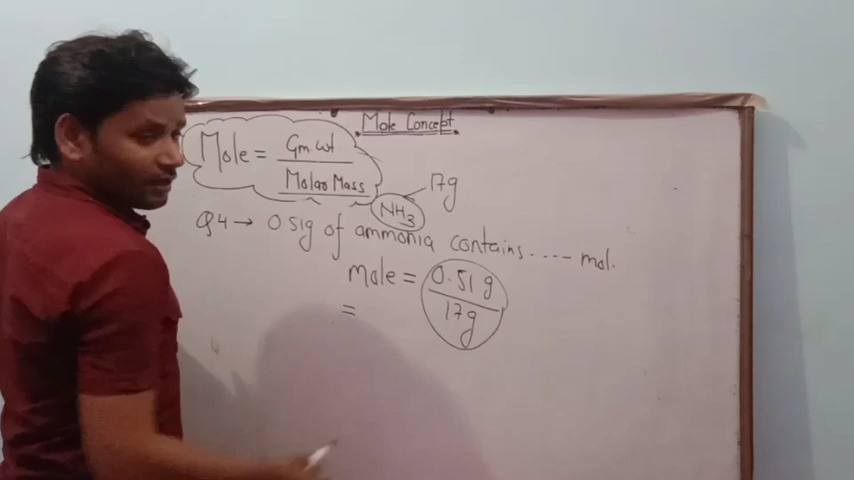 Mole Concept
Mole = Gm wt
Molar Mass
NH3 17g
Q4 → 0.51g of ammonia contains.....mol.
Mole = 0.51 g
17g
=